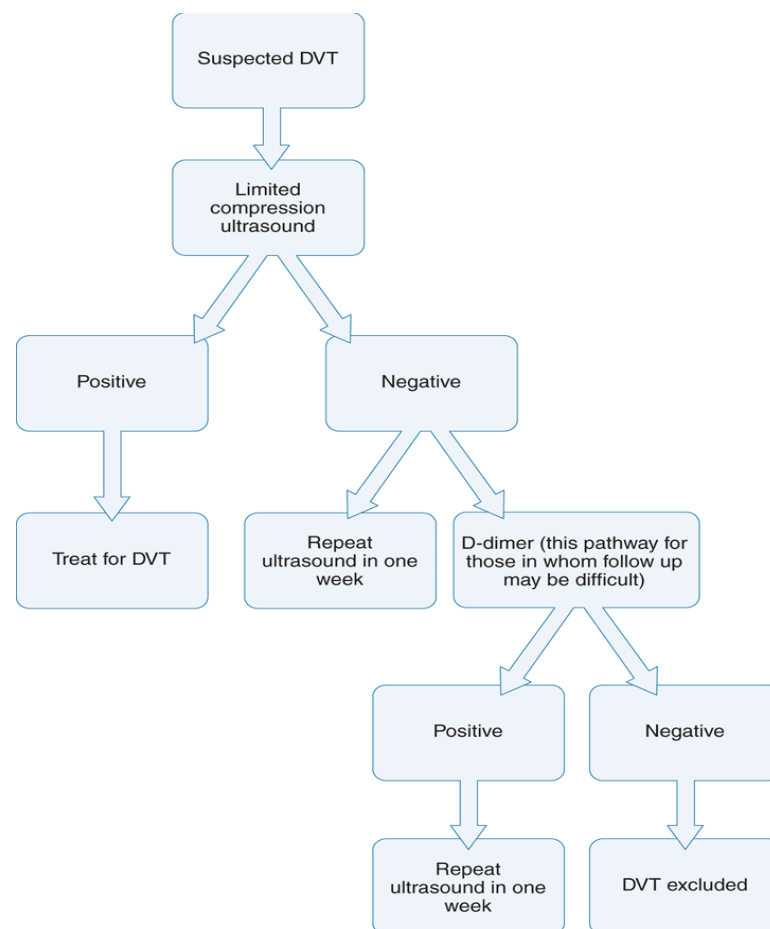 Suspected DVT
Limited
compression
ultrasound
Positive
Negative
Treat for DVT
Repeat
ultrasound in one
week
D-dimer (this pathway for
those in whom follow up
may be difficult)
Positive
Negative
Repeat
ultrasound in one
week
DVT excluded